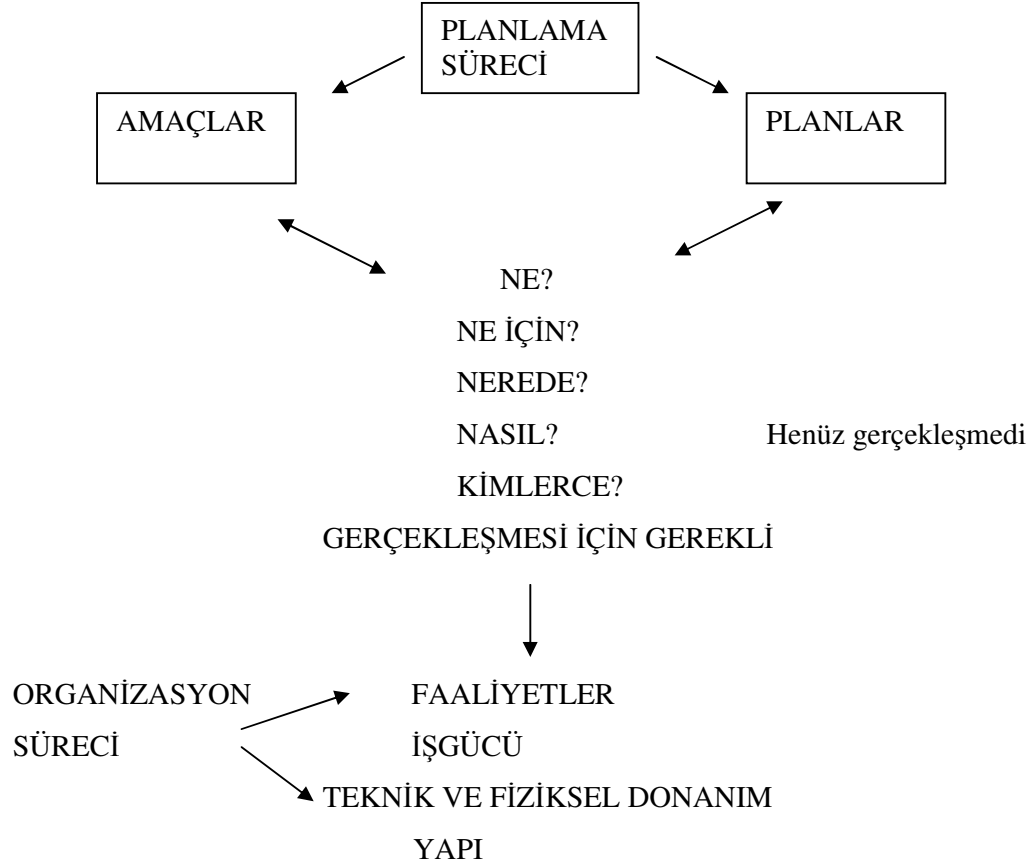 PLANLAMA
SÜRECİ
AMAÇLAR
PLANLAR
NE?
NE İÇİN?
NEREDE?
NASIL?
Henüz gerçekleşmedi
KİMLERCE?
GERÇEKLEŞMESİ İÇİN GEREKLİ
ORGANİZASYON
FAALİYETLER
SÜRECİ
İŞGÜCÜ
TEKNİK VE FİZİKSEL DONANIM
YAPI